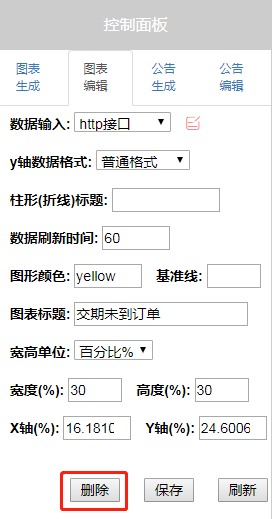 控制面板
图表 图表 公告 公告
生成 编辑 生成 编辑
数据输入: http接口
y轴数据格式: 普通格式
柱形(折线)标题:
数据刷新时间: 60
图形颜色: yellow 基准线:
图表标题: 交期未到订单
宽高单位: 百分比%
宽度(%): 30 高度(%): 30
X轴(%): 16.1810 Y轴(%): 24.6006
删除 保存 刷新